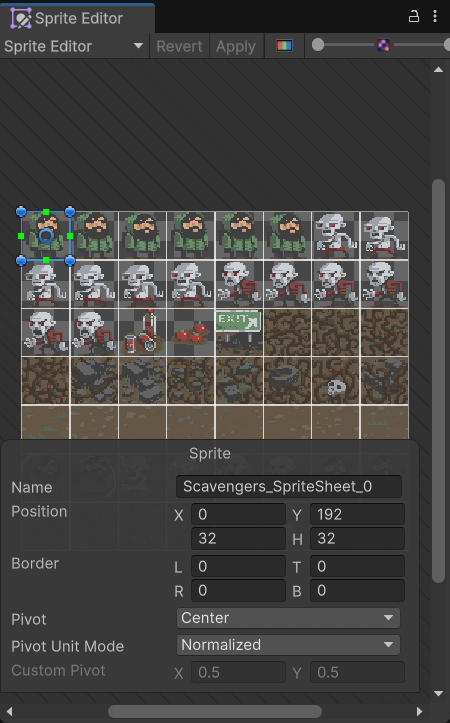 Sprite Editor
Sprite Editor Revert Apply
EXIT
Sprite
Name Scavengers_SpriteSheet_0
Position X 0 Y 192
32 H 32
Border L 0 T 0
R 0 B 0
Pivot Center
Pivot Unit Mode Normalized
Custom Pivot X 0.5 Y 0.5